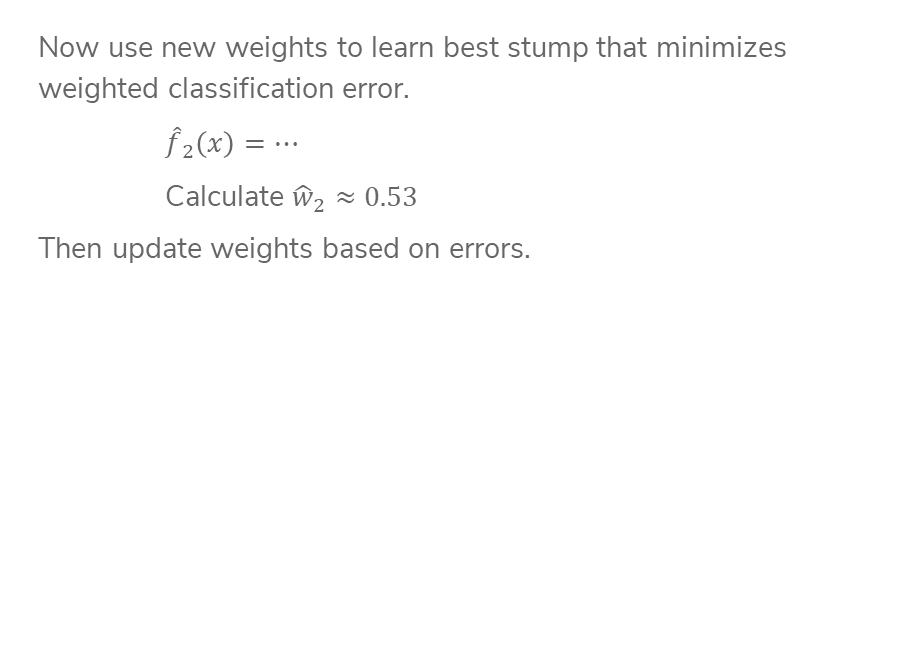 Now use new weights to learn best stump that minimizes
weighted classification error.
f̂₂(x) = ⋯
Calculate ŵ₂ ≈ 0.53
Then update weights based on errors.